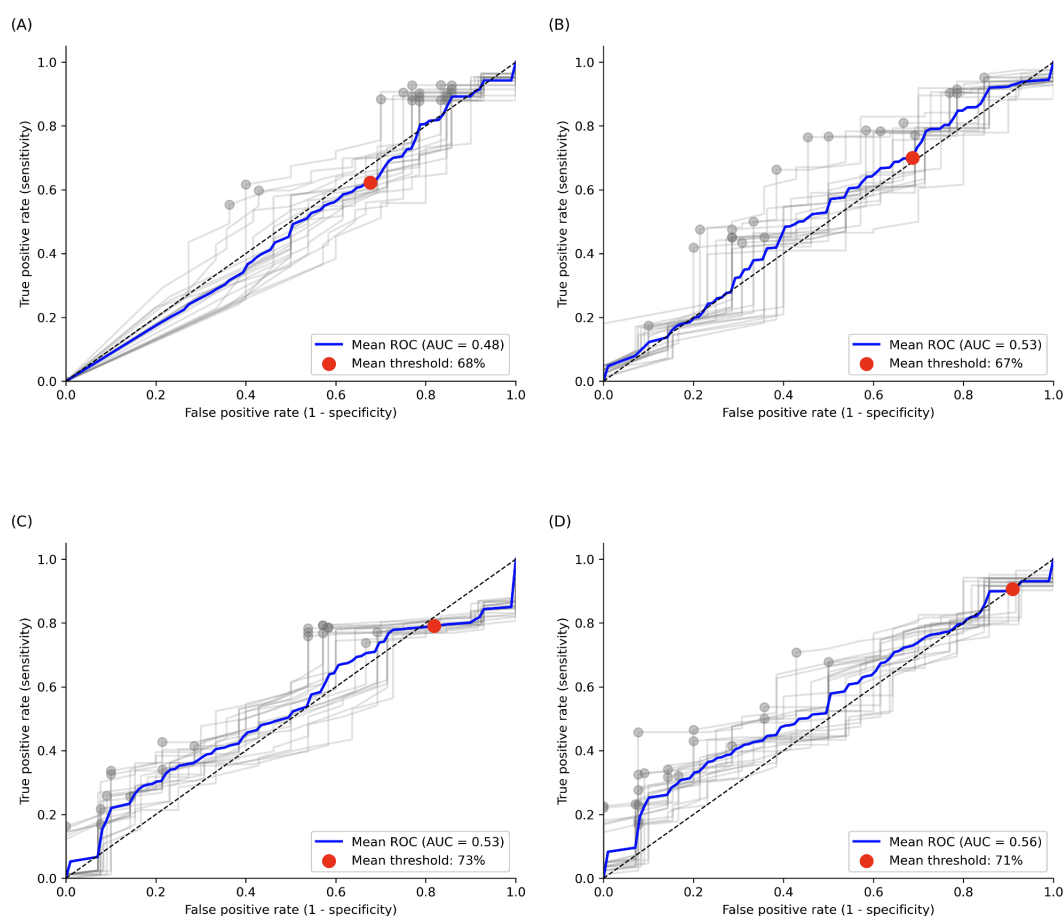 (A)
1.0
0.8
0.6
0.4
0.2
0.0
True positive rate (sensitivity)
Mean ROC (AUC = 0.48)
Mean threshold: 68%
0.0 0.2 0.4 0.6 0.8 1.0
False positive rate (1 - specificity)
(B)
1.0
0.8
0.6
0.4
0.2
0.0
True positive rate (sensitivity)
Mean ROC (AUC = 0.53)
Mean threshold: 67%
0.0 0.2 0.4 0.6 0.8 1.0
False positive rate (1 - specificity)
(C)
1.0
0.8
0.6
0.4
0.2
0.0
True positive rate (sensitivity)
Mean ROC (AUC = 0.53)
Mean threshold: 73%
0.0 0.2 0.4 0.6 0.8 1.0
False positive rate (1 - specificity)
(D)
1.0
0.8
0.6
0.4
0.2
0.0
True positive rate (sensitivity)
Mean ROC (AUC = 0.56)
Mean threshold: 71%
0.0 0.2 0.4 0.6 0.8 1.0
False positive rate (1 - specificity)